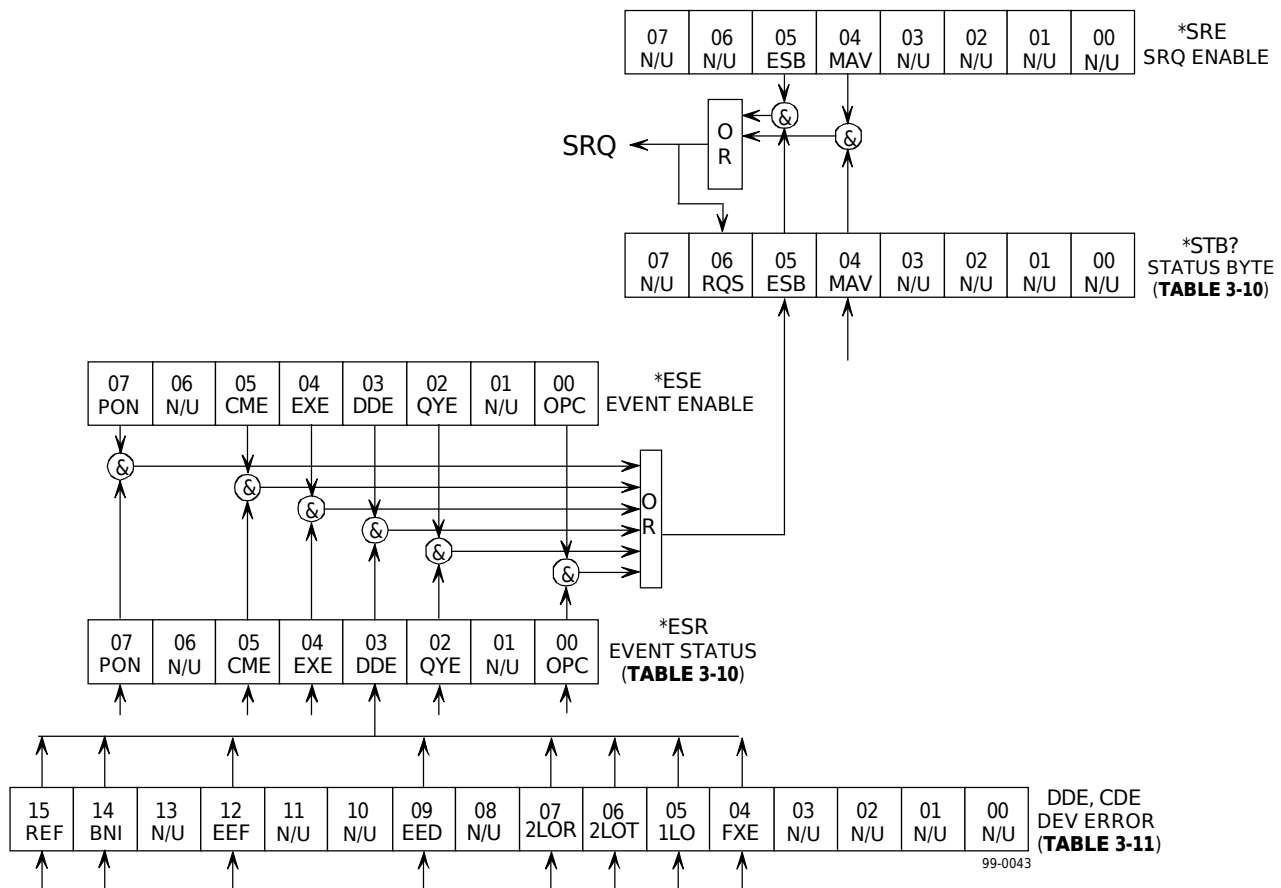 07 06 05 04 03 02 01 00
N/U N/U ESB MAV N/U N/U N/U N/U
*SRE
SRQ ENABLE
& &
O
R
SRQ
07 06 05 04 03 02 01 00
N/U RQS ESB MAV N/U N/U N/U N/U
*STB?
STATUS BYTE
(TABLE 3-10)
07 06 05 04 03 02 01 00
PON N/U CME EXE DDE QYE N/U OPC
*ESE
EVENT ENABLE
& & & & & &
O
R
07 06 05 04 03 02 01 00
PON N/U CME EXE DDE QYE N/U OPC
*ESR
EVENT STATUS
(TABLE 3-10)
15 14 13 12 11 10 09 08 07 06 05 04 03 02 01 00
REF BNI N/U EEF N/U N/U EED N/U 2LOR 2LOT 1LO FXE N/U N/U N/U N/U
DDE, CDE
DEV ERROR
(TABLE 3-11)
99-0043